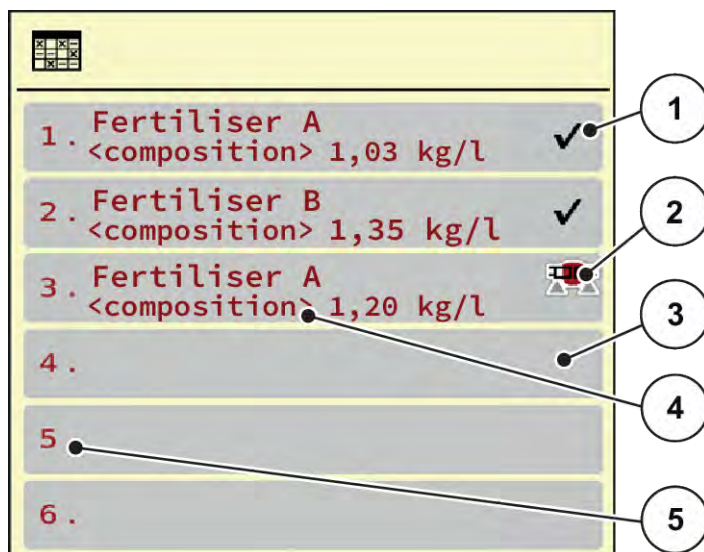 1. Fertiliser A
<composition> 1,03 kg/l
2. Fertiliser B
<composition> 1,35 kg/l
3. Fertiliser A
<composition> 1,20 kg/l
4.
5
6.
1
2
3
4
5